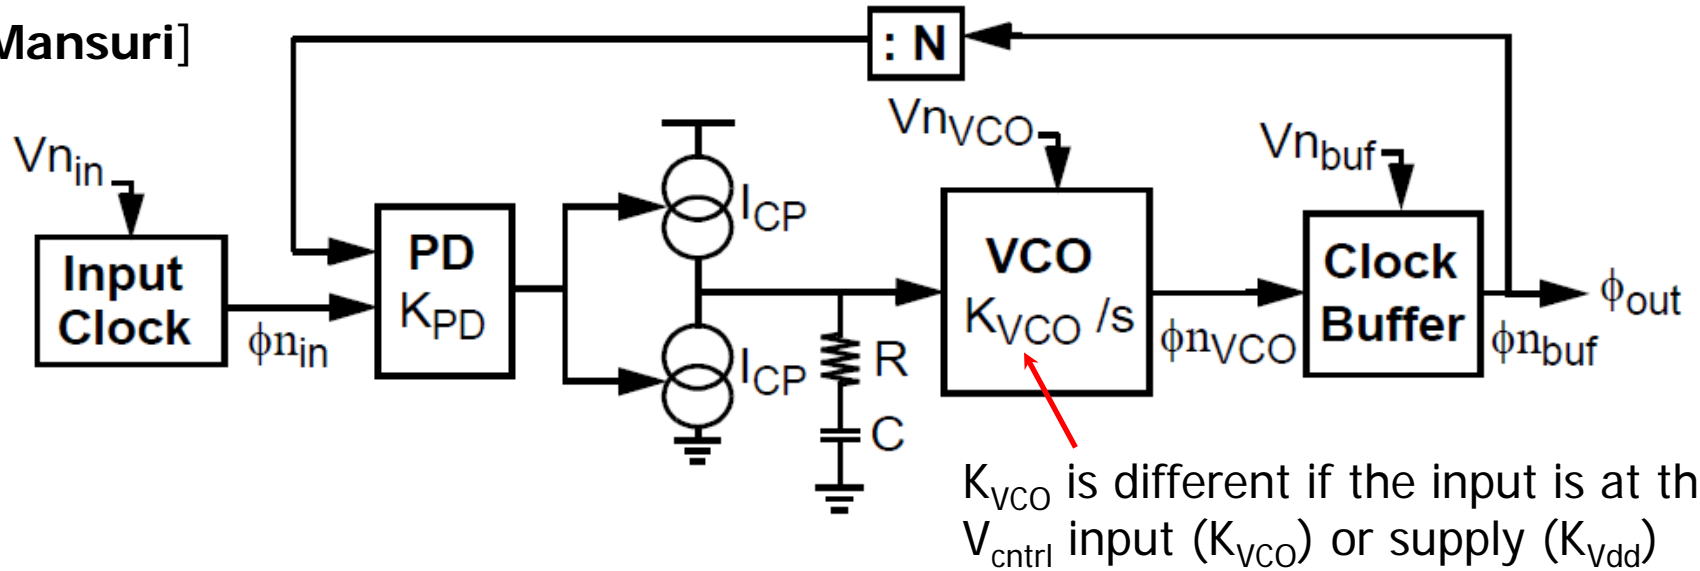 Mansuri]
: N
Vn_in
Vn_VCO
Vn_buf
Input
Clock
ϕn_in
PD
K_PD
I_CP
I_CP
R
C
VCO
K_VCO /s
ϕn_VCO
Clock
Buffer
ϕn_buf
ϕ_out
K_VCO is different if the input is at th
V_cntrl input (K_VCO) or supply (K_Vdd)